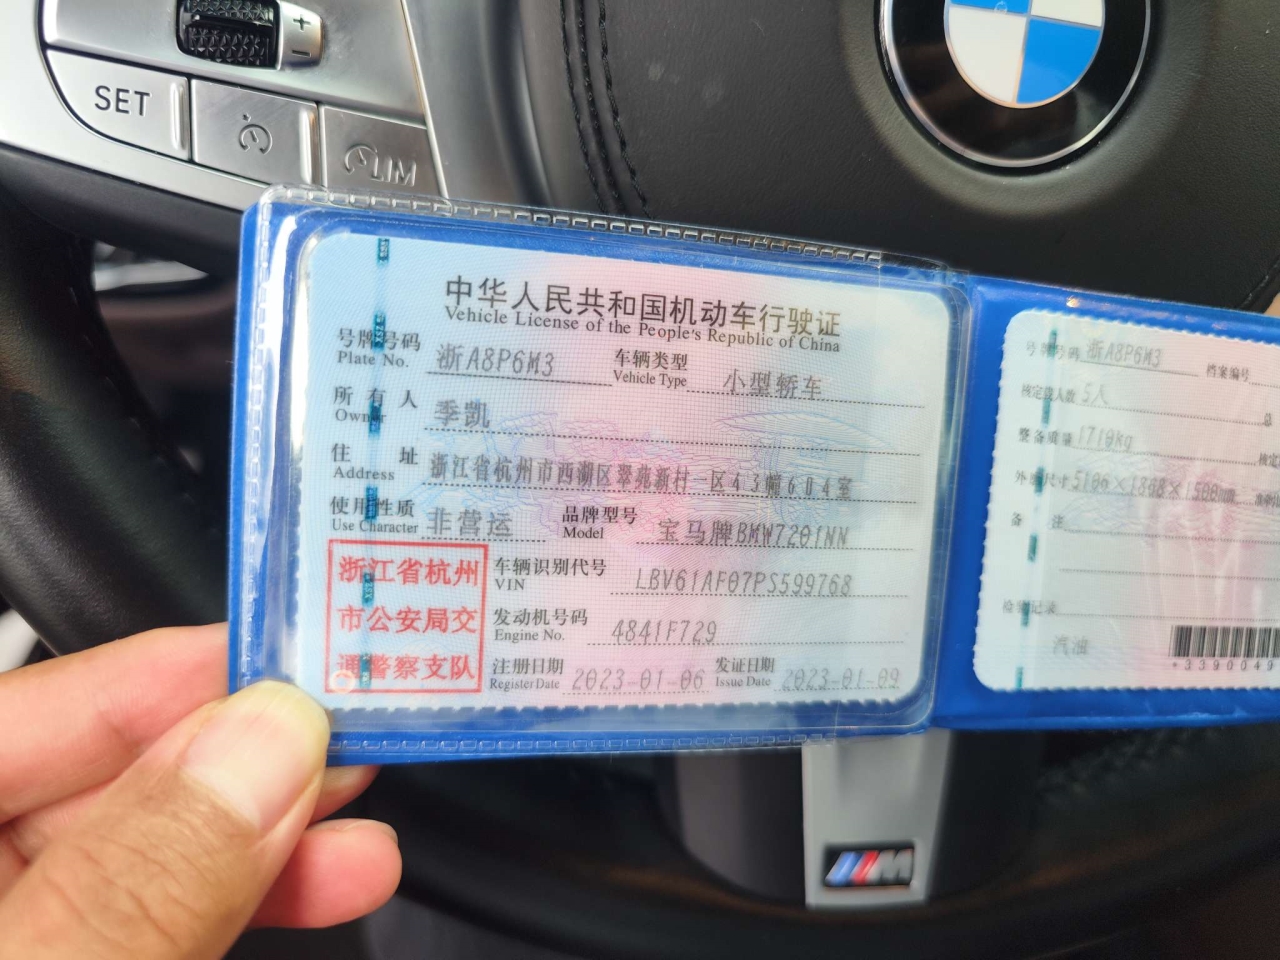 +
−
SET
LIM
中华人民共和国机动车行驶证
Vehicle License of the People's Republic of China
号牌号码 浙A8P6M3 车辆类型 小型轿车
Plate No. Vehicle Type
所有人 季凯
Owner
住址 浙江省杭州市西湖区翠苑新村一区43幢604室
Address
使用性质 非营运 品牌型号 宝马牌BMW7201NN
Use Character Model
浙江省杭州
市公安局交
通警察支队
车辆识别代号 LBV61AF07PS599768
VIN
发动机号码 4841F729
Engine No.
注册日期 2023-01-06 发证日期 2023-01-09
Register Date Issue Date
号牌号码 浙A8P6M3 档案编号
核定载人数 5人 总
整备质量 1710kg 核定
外廓尺寸 5106×1868×1500mm
备注
检验记录
汽油
+3390049
M